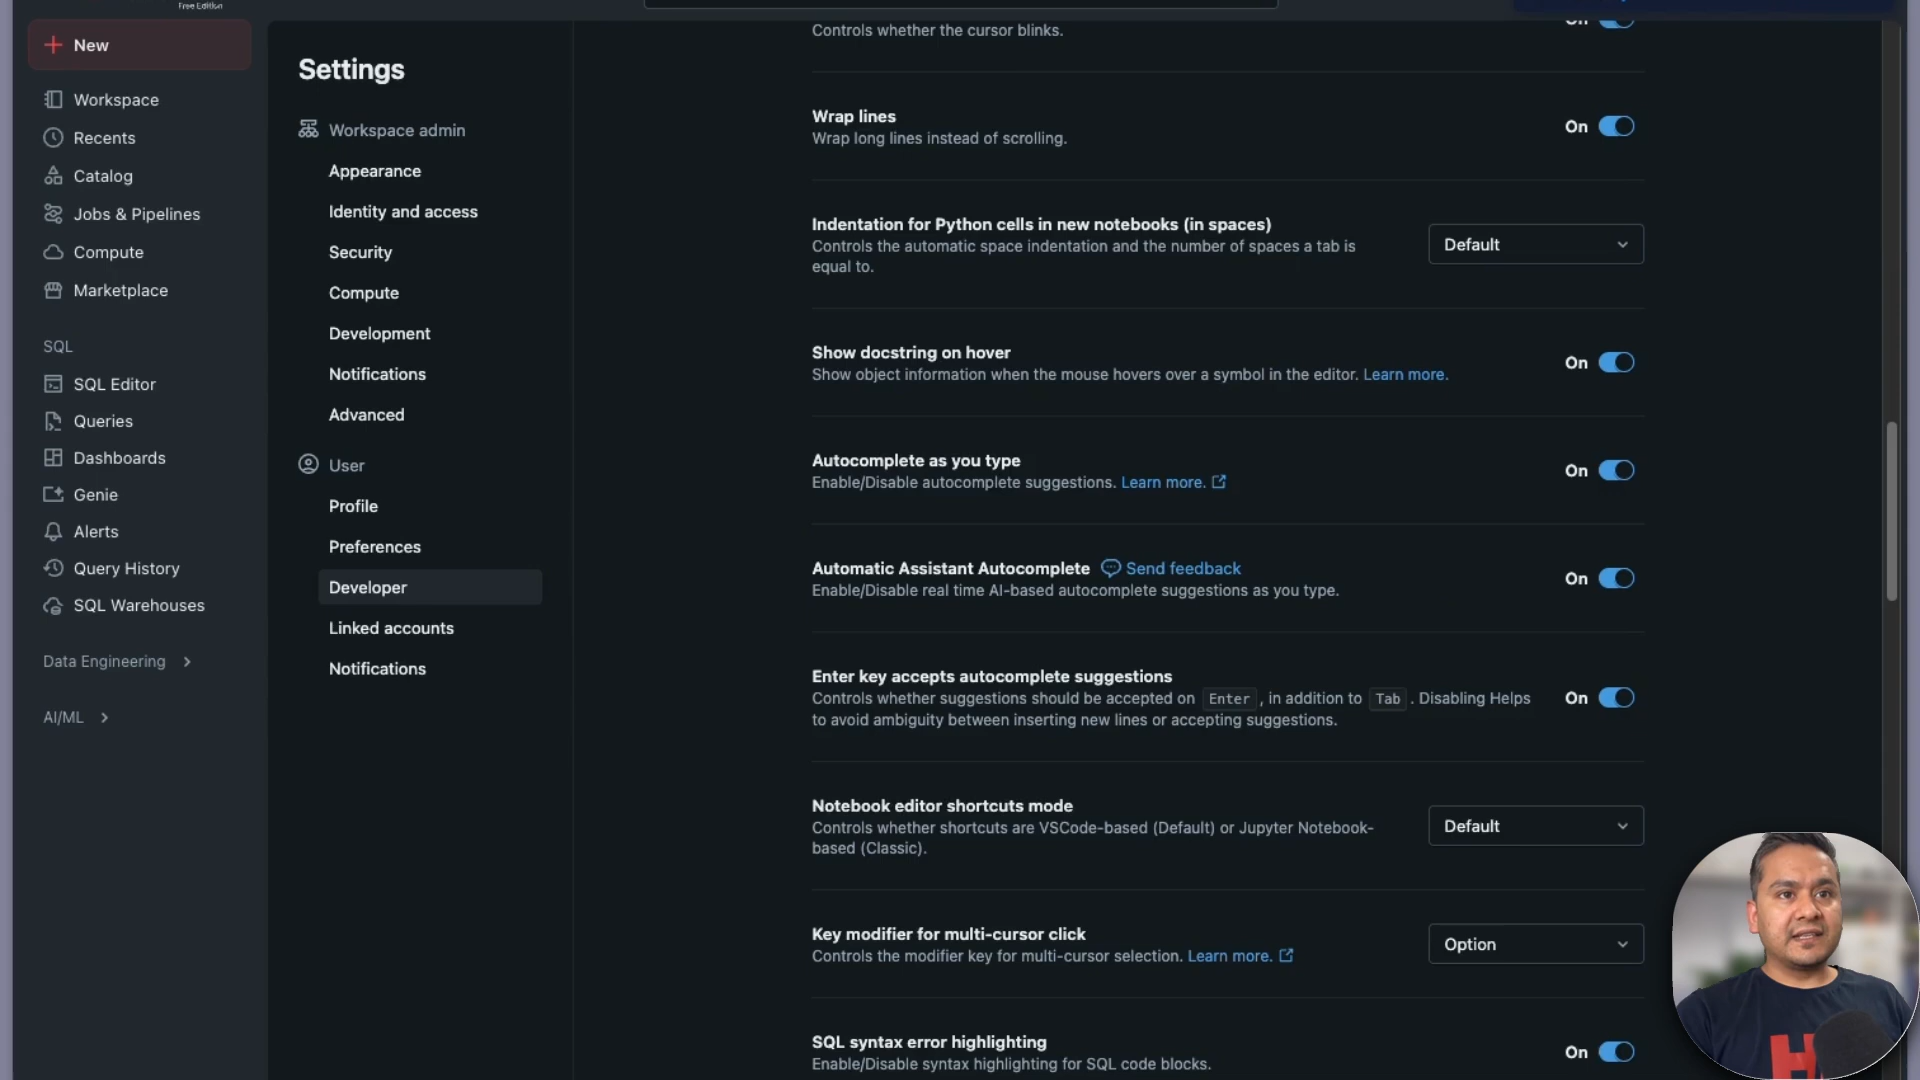 Free Edition
New
Workspace
Recents
Catalog
Jobs & Pipelines
Compute
Marketplace
SQL
SQL Editor
Queries
Dashboards
Genie
Alerts
Query History
SQL Warehouses
Data Engineering
AI/ML
Settings
Workspace admin
Appearance
Identity and access
Security
Compute
Development
Notifications
Advanced
User
Profile
Preferences
Developer
Linked accounts
Notifications
On
Controls whether the cursor blinks.
Wrap lines
Wrap long lines instead of scrolling.
On
Indentation for Python cells in new notebooks (in spaces)
Controls the automatic space indentation and the number of spaces a tab is
equal to.
Default
Show docstring on hover
Show object information when the mouse hovers over a symbol in the editor. Learn more.
On
Autocomplete as you type
Enable/Disable autocomplete suggestions. Learn more.
On
Automatic Assistant Autocomplete Send feedback
Enable/Disable real time AI-based autocomplete suggestions as you type.
On
Enter key accepts autocomplete suggestions
Controls whether suggestions should be accepted on Enter , in addition to Tab . Disabling Helps
to avoid ambiguity between inserting new lines or accepting suggestions.
On
Notebook editor shortcuts mode
Controls whether shortcuts are VSCode-based (Default) or Jupyter Notebook-
based (Classic).
Default
Key modifier for multi-cursor click
Controls the modifier key for multi-cursor selection. Learn more.
Option
SQL syntax error highlighting
Enable/Disable syntax highlighting for SQL code blocks.
On